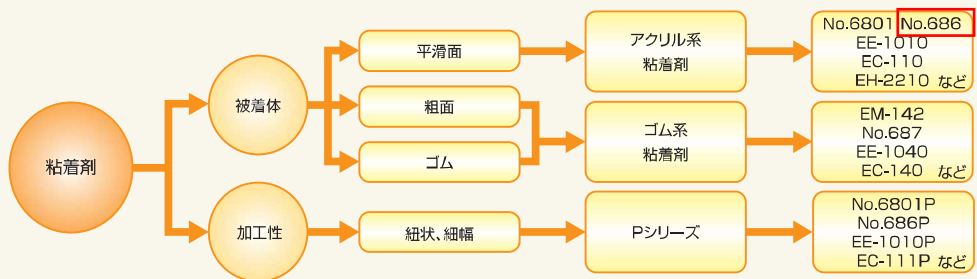 粘着剤
被着体
加工性
平滑面
粗面
ゴム
紐状、細幅
アクリル系
粘着剤
ゴム系
粘着剤
Pシリーズ
No.6801 No.686
EE-1010
EC-110
EH-2210 など
EM-142
No.687
EE-1040
EC-140 など
No.6801P
No.686P
EE-1010P
EC-111P など